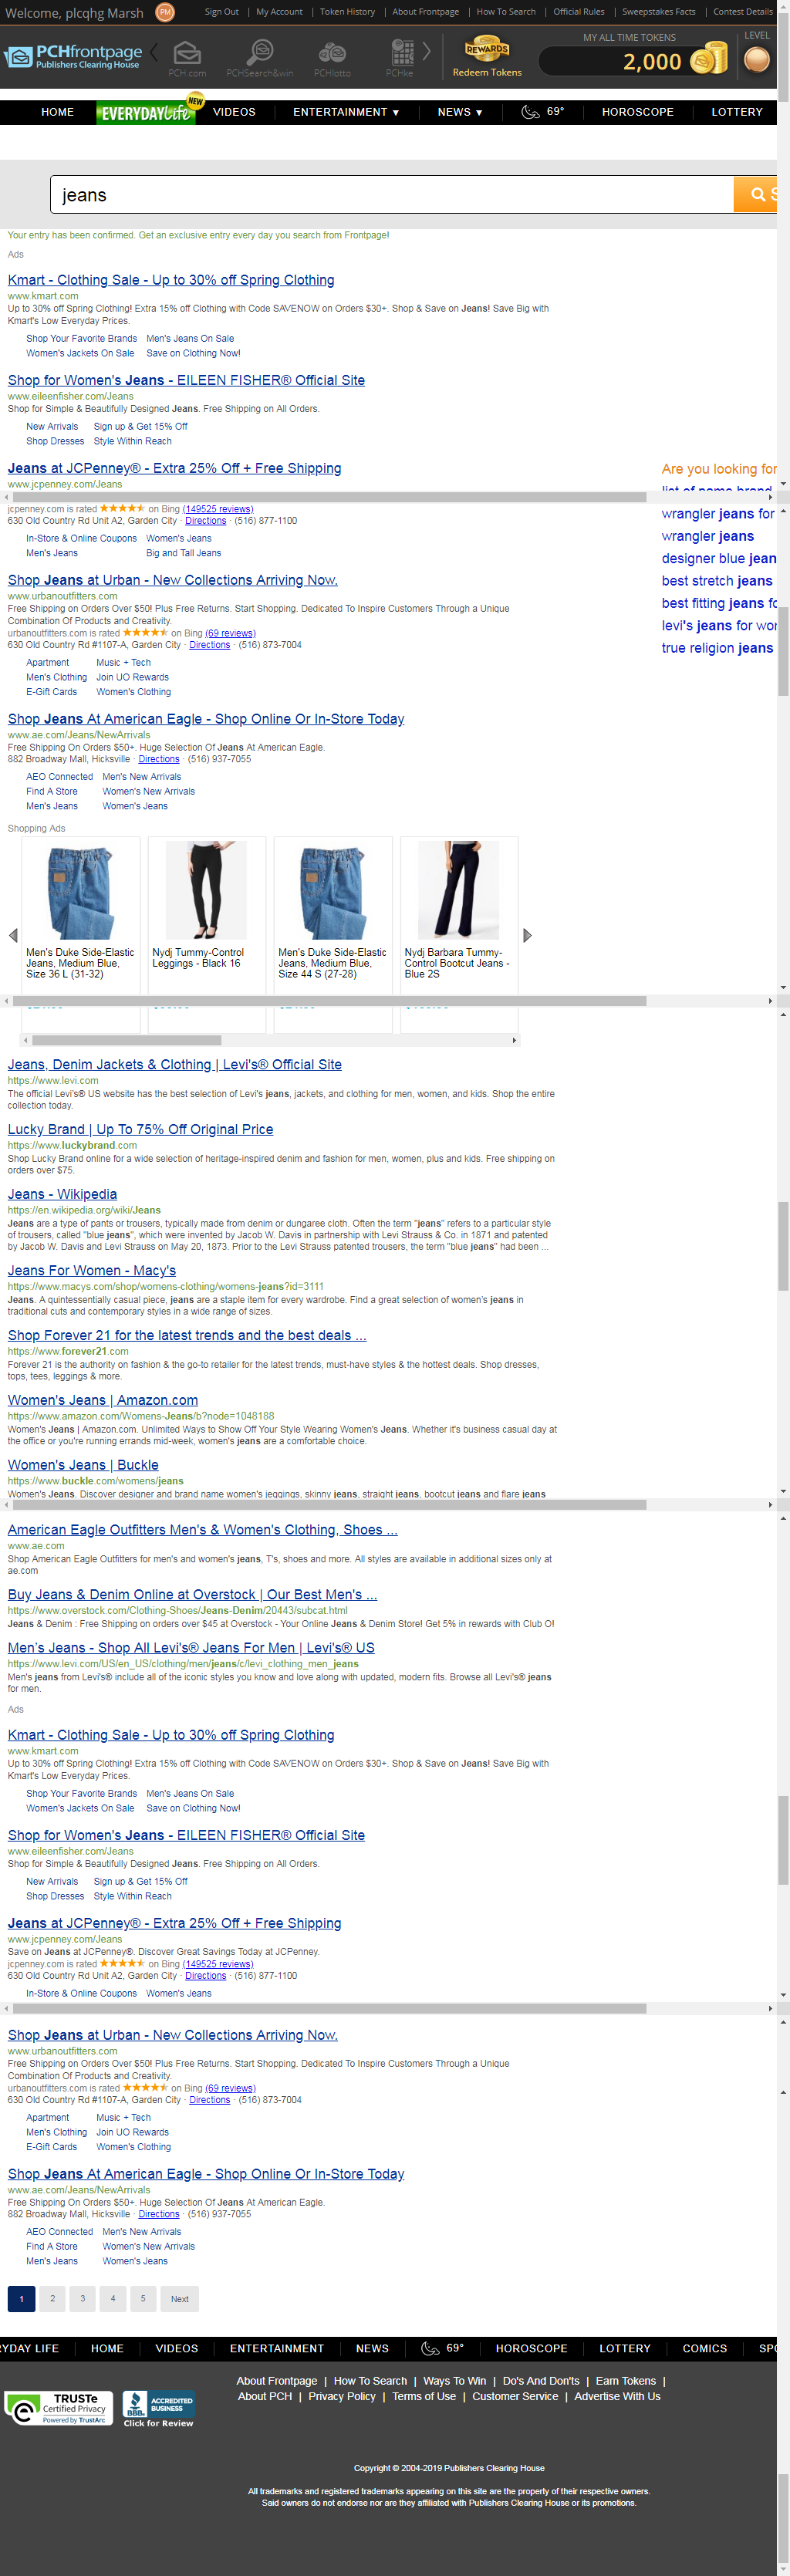 Welcome, plcqhg Marsh PM Sign Out | My Account | Token History | About Frontpage | How To Search | Official Rules | Sweepstakes Facts | Contest Details
PCHfrontpage
Publishers Clearing House
PCH.com PCHSearch&win PCHlotto PCHke
REWARDS
Redeem Tokens
MY ALL TIME TOKENS
2,000
LEVEL
HOME EVERYDAY Life NEW VIDEOS ENTERTAINMENT ▼ NEWS ▼ 69° HOROSCOPE LOTTERY
jeans
S
Your entry has been confirmed. Get an exclusive entry every day you search from Frontpage!
Ads
Kmart - Clothing Sale - Up to 30% off Spring Clothing
www.kmart.com
Up to 30% off Spring Clothing! Extra 15% off Clothing with Code SAVENOW on Orders $30+. Shop & Save on Jeans! Save Big with
Kmart's Low Everyday Prices.
Shop Your Favorite Brands Men's Jeans On Sale
Women's Jackets On Sale Save on Clothing Now!
Shop for Women's Jeans - EILEEN FISHER® Official Site
www.eileenfisher.com/Jeans
Shop for Simple & Beautifully Designed Jeans. Free Shipping on All Orders.
New Arrivals Sign up & Get 15% Off
Shop Dresses Style Within Reach
Jeans at JCPenney® - Extra 25% Off + Free Shipping
www.jcpenney.com/Jeans
Are you looking for
list of name brand
jcpenney.com is rated on Bing (149525 reviews)
630 Old Country Rd Unit A2, Garden City · Directions · (516) 877-1100
In-Store & Online Coupons Women's Jeans
Men's Jeans Big and Tall Jeans
wrangler jeans for
wrangler jeans
designer blue jean
best stretch jeans
best fitting jeans fo
levi's jeans for wor
true religion jeans
Shop Jeans at Urban - New Collections Arriving Now.
www.urbanoutfitters.com
Free Shipping on Orders Over $50! Plus Free Returns. Start Shopping. Dedicated To Inspire Customers Through a Unique
Combination Of Products and Creativity.
urbanoutfitters.com is rated on Bing (69 reviews)
630 Old Country Rd #1107-A, Garden City · Directions · (516) 873-7004
Apartment Music + Tech
Men's Clothing Join UO Rewards
E-Gift Cards Women's Clothing
Shop Jeans At American Eagle - Shop Online Or In-Store Today
www.ae.com/Jeans/NewArrivals
Free Shipping On Orders $50+. Huge Selection Of Jeans At American Eagle.
882 Broadway Mall, Hicksville · Directions · (516) 937-7055
AEO Connected Men's New Arrivals
Find A Store Women's New Arrivals
Men's Jeans Women's Jeans
Shopping Ads
Men's Duke Side-Elastic
Jeans, Medium Blue,
Size 36 L (31-32)
Nydj Tummy-Control
Leggings - Black 16
Men's Duke Side-Elastic
Jeans, Medium Blue,
Size 44 S (27-28)
Nydj Barbara Tummy-
Control Bootcut Jeans -
Blue 2S
Jeans, Denim Jackets & Clothing | Levi's® Official Site
https://www.levi.com
The official Levi's® US website has the best selection of Levi's jeans, jackets, and clothing for men, women, and kids. Shop the entire
collection today.
Lucky Brand | Up To 75% Off Original Price
https://www.luckybrand.com
Shop Lucky Brand online for a wide selection of heritage-inspired denim and fashion for men, women, plus and kids. Free shipping on
orders over $75.
Jeans - Wikipedia
https://en.wikipedia.org/wiki/Jeans
Jeans are a type of pants or trousers, typically made from denim or dungaree cloth. Often the term "jeans" refers to a particular style
of trousers, called "blue jeans", which were invented by Jacob W. Davis in partnership with Levi Strauss & Co. in 1871 and patented
by Jacob W. Davis and Levi Strauss on May 20, 1873. Prior to the Levi Strauss patented trousers, the term "blue jeans" had been ...
Jeans For Women - Macy's
https://www.macys.com/shop/womens-clothing/womens-jeans?id=3111
Jeans. A quintessentially casual piece, jeans are a staple item for every wardrobe. Find a great selection of women's jeans in
traditional cuts and contemporary styles in a wide range of sizes.
Shop Forever 21 for the latest trends and the best deals ...
https://www.forever21.com
Forever 21 is the authority on fashion & the go-to retailer for the latest trends, must-have styles & the hottest deals. Shop dresses,
tops, tees, leggings & more.
Women's Jeans | Amazon.com
https://www.amazon.com/Womens-Jeans/b?node=1048188
Women's Jeans | Amazon.com. Unlimited Ways to Show Off Your Style Wearing Women's Jeans. Whether it's business casual day at
the office or you're running errands mid-week, women's jeans are a comfortable choice.
Women's Jeans | Buckle
https://www.buckle.com/womens/jeans
Women's Jeans. Discover designer and brand name women's jeggings, skinny jeans, straight jeans, bootcut jeans and flare jeans
American Eagle Outfitters Men's & Women's Clothing, Shoes ...
www.ae.com
Shop American Eagle Outfitters for men's and women's jeans, T's, shoes and more. All styles are available in additional sizes only at
ae.com
Buy Jeans & Denim Online at Overstock | Our Best Men's ...
https://www.overstock.com/Clothing-Shoes/Jeans-Denim/20443/subcat.html
Jeans & Denim : Free Shipping on orders over $45 at Overstock - Your Online Jeans & Denim Store! Get 5% in rewards with Club O!
Men's Jeans - Shop All Levi's® Jeans For Men | Levi's® US
https://www.levi.com/US/en_US/clothing/men/jeans/c/levi_clothing_men_jeans
Men's jeans from Levi's® include all of the iconic styles you know and love along with updated, modern fits. Browse all Levi's® jeans
for men.
Ads
Kmart - Clothing Sale - Up to 30% off Spring Clothing
www.kmart.com
Up to 30% off Spring Clothing! Extra 15% off Clothing with Code SAVENOW on Orders $30+. Shop & Save on Jeans! Save Big with
Kmart's Low Everyday Prices.
Shop Your Favorite Brands Men's Jeans On Sale
Women's Jackets On Sale Save on Clothing Now!
Shop for Women's Jeans - EILEEN FISHER® Official Site
www.eileenfisher.com/Jeans
Shop for Simple & Beautifully Designed Jeans. Free Shipping on All Orders.
New Arrivals Sign up & Get 15% Off
Shop Dresses Style Within Reach
Jeans at JCPenney® - Extra 25% Off + Free Shipping
www.jcpenney.com/Jeans
Save on Jeans at JCPenney®. Discover Great Savings Today at JCPenney.
jcpenney.com is rated on Bing (149525 reviews)
630 Old Country Rd Unit A2, Garden City · Directions · (516) 877-1100
In-Store & Online Coupons Women's Jeans
Shop Jeans at Urban - New Collections Arriving Now.
www.urbanoutfitters.com
Free Shipping on Orders Over $50! Plus Free Returns. Start Shopping. Dedicated To Inspire Customers Through a Unique
Combination Of Products and Creativity.
urbanoutfitters.com is rated on Bing (69 reviews)
630 Old Country Rd #1107-A, Garden City · Directions · (516) 873-7004
Apartment Music + Tech
Men's Clothing Join UO Rewards
E-Gift Cards Women's Clothing
Shop Jeans At American Eagle - Shop Online Or In-Store Today
www.ae.com/Jeans/NewArrivals
Free Shipping On Orders $50+. Huge Selection Of Jeans At American Eagle.
882 Broadway Mall, Hicksville · Directions · (516) 937-7055
AEO Connected Men's New Arrivals
Find A Store Women's New Arrivals
Men's Jeans Women's Jeans
1 2 3 4 5 Next
RYDAY LIFE HOME VIDEOS ENTERTAINMENT NEWS 69° HOROSCOPE LOTTERY COMICS SPO
About Frontpage | How To Search | Ways To Win | Do's And Don'ts | Earn Tokens |
About PCH | Privacy Policy | Terms of Use | Customer Service | Advertise With Us
TRUSTe
Certified Privacy
Powered by TrustArc
BBB ACCREDITED BUSINESS
Click for Review
Copyright © 2004-2019 Publishers Clearing House
All trademarks and registered trademarks appearing on this site are the property of their respective owners.
Said owners do not endorse nor are they affiliated with Publishers Clearing House or its promotions.